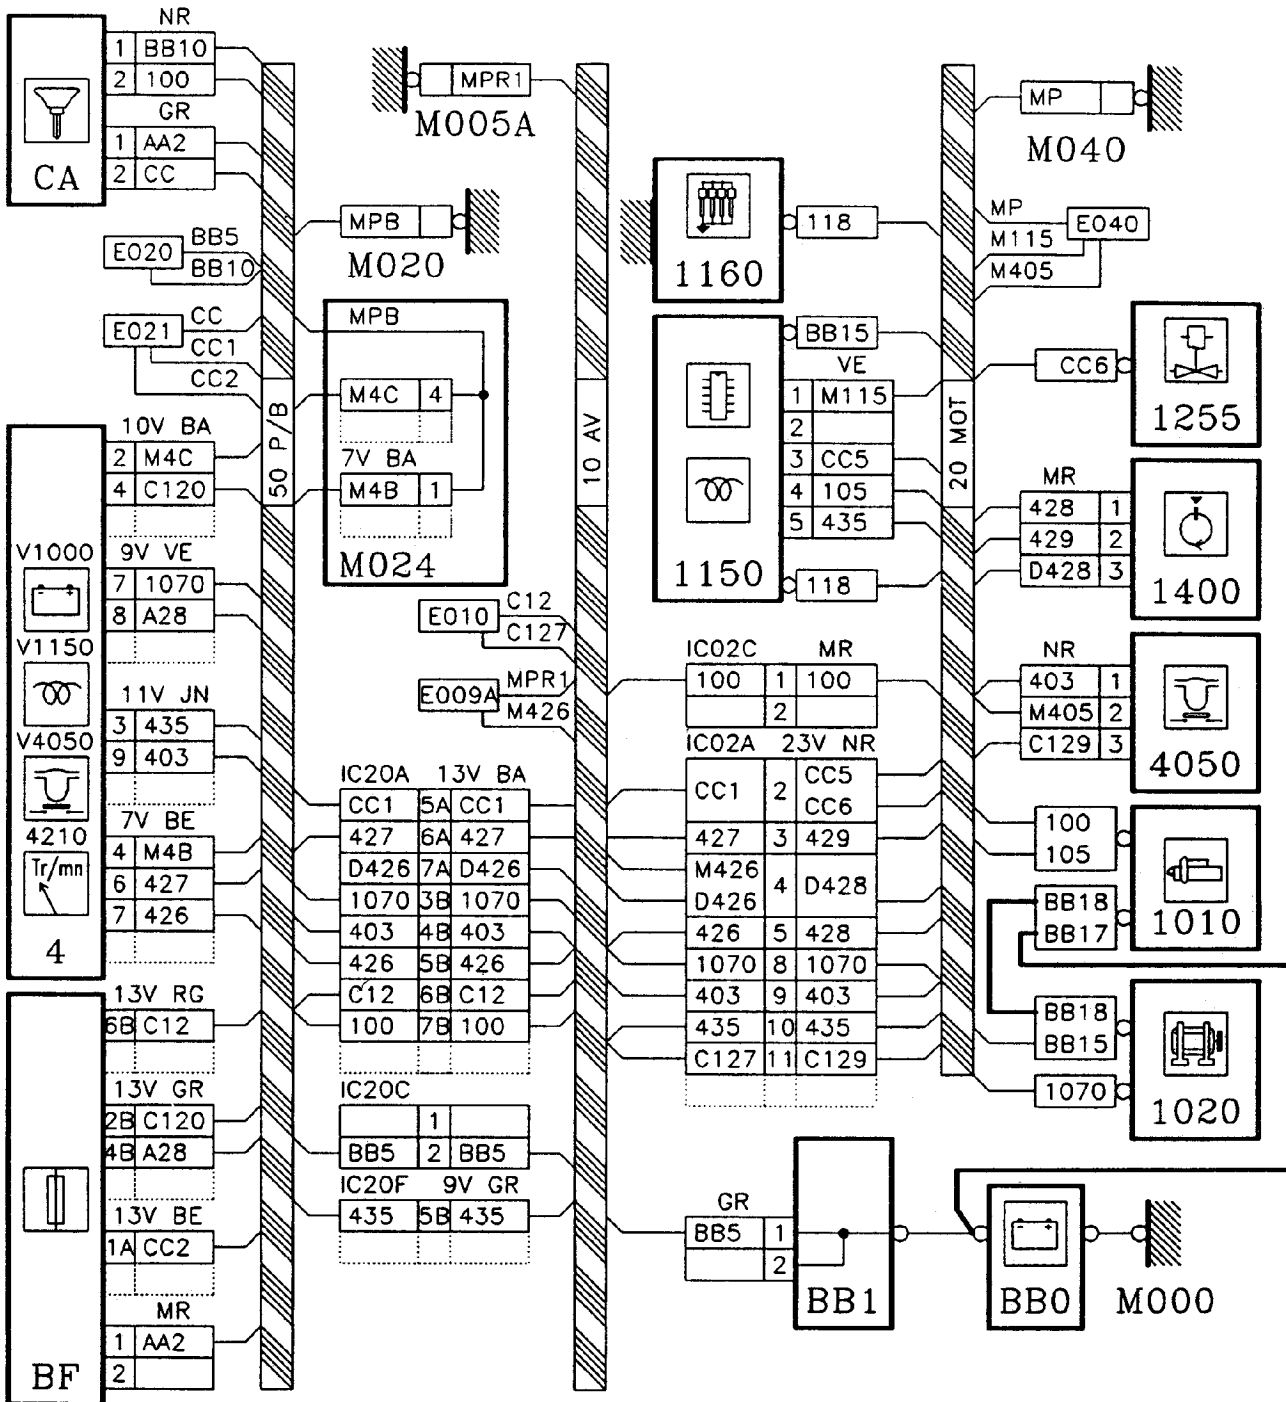 NR
1 BB10
2 100
GR
1 AA2
2 CC
CA
E020 BB5
BB10
E021 CC
CC1
CC2
10V BA
2 M4C
4 C120
V1000 9V VE
7 1070
8 A28
V1150
11V JN
3 435
V4050
9 403
7V BE
4210
4 M4B
Tr/mn
6 427
7 426
4
13V RG
6B C12
13V GR
2B C120
4B A28
13V BE
1A CC2
MR
1 AA2
2
BF
50 P/B
MPR1
M005A
MPB
M020
MPB
M4C 4
7V BA
M4B 1
M024
E010 C12
C127
E009A MPR1
M426
IC20A 13V BA
CC1 5A CC1
427 6A 427
D426 7A D426
1070 3B 1070
403 4B 403
426 5B 426
C12 6B C12
100 7B 100
IC20C
1
BB5 2 BB5
IC20F 9V GR
435 5B 435
10 AV
118
1160
BB15
VE
1 M115
2
3 CC5
4 105
5 435
1150
118
IC02C MR
100 1 100
2
IC02A 23V NR
CC1 2 CC5
CC6
427 3 429
M426
D426 4 D428
426 5 428
1070 8 1070
403 9 403
435 10 435
C127 11 C129
GR
BB5 1
2
BB1
20 MOT
MP
M040
MP
E040
M115
M405
CC6
1255
MR
428 1
429 2
D428 3
1400
NR
403 1
M405 2
C129 3
4050
100
105
BB18
BB17
1010
BB18
BB15
1070
1020
BB0
M000